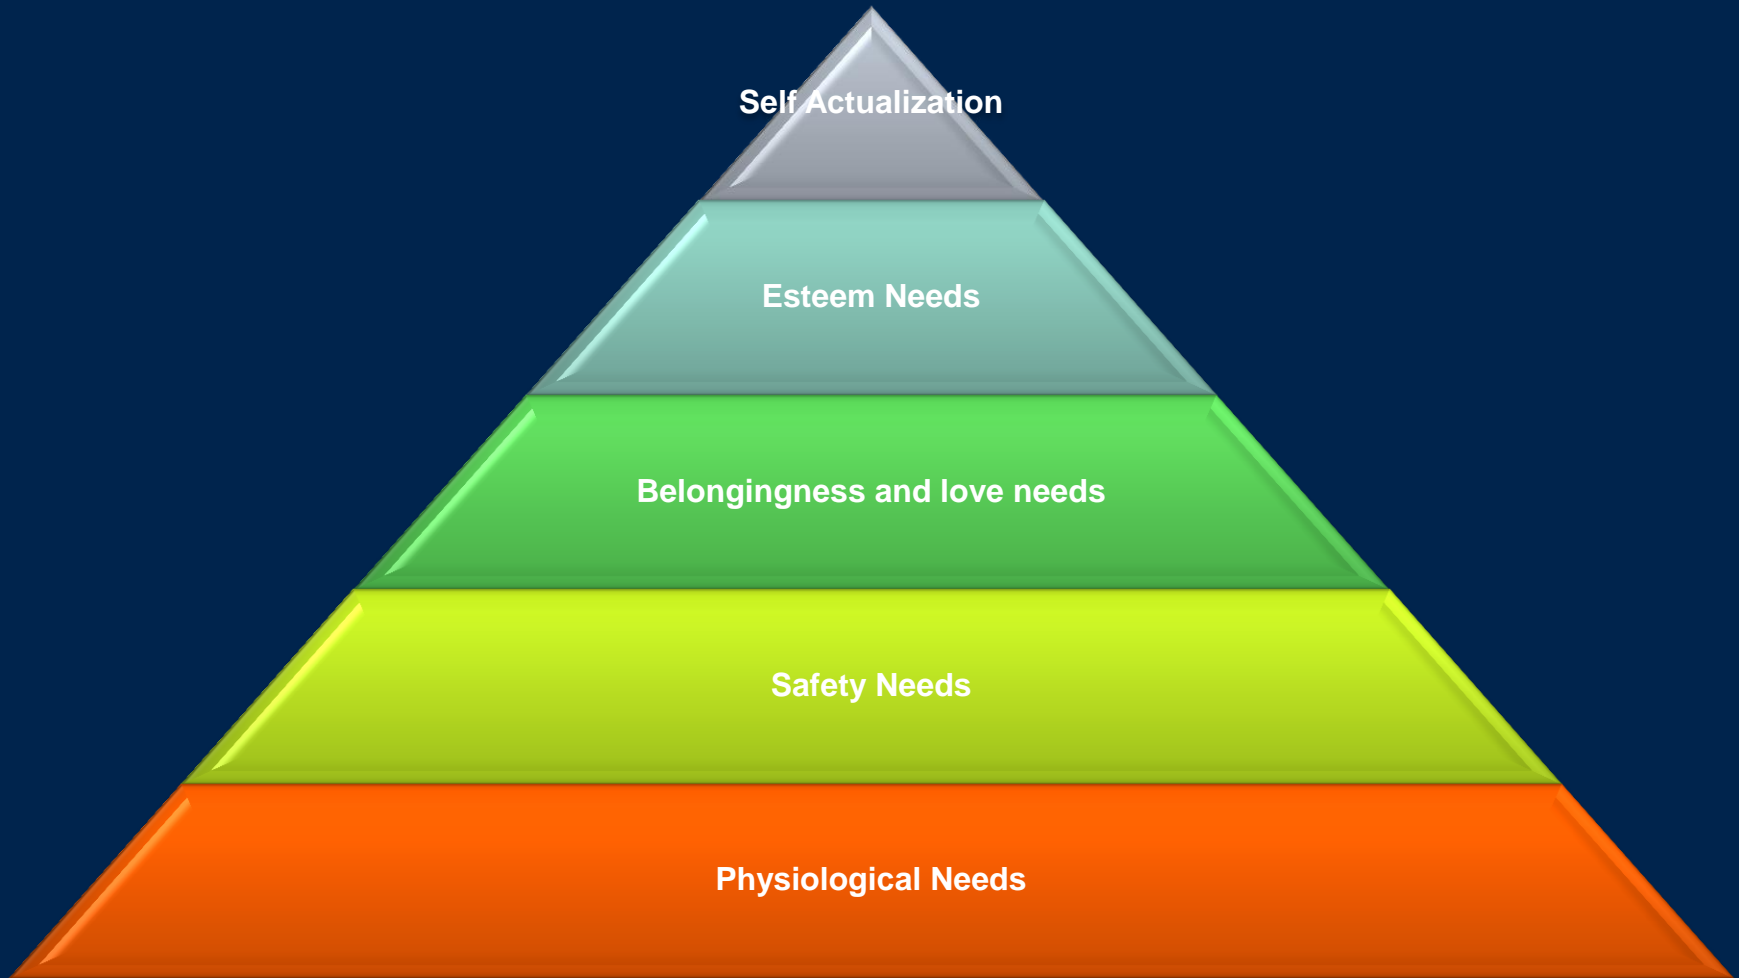 Self Actualization
Esteem Needs
Belongingness and love needs
Safety Needs
Physiological Needs